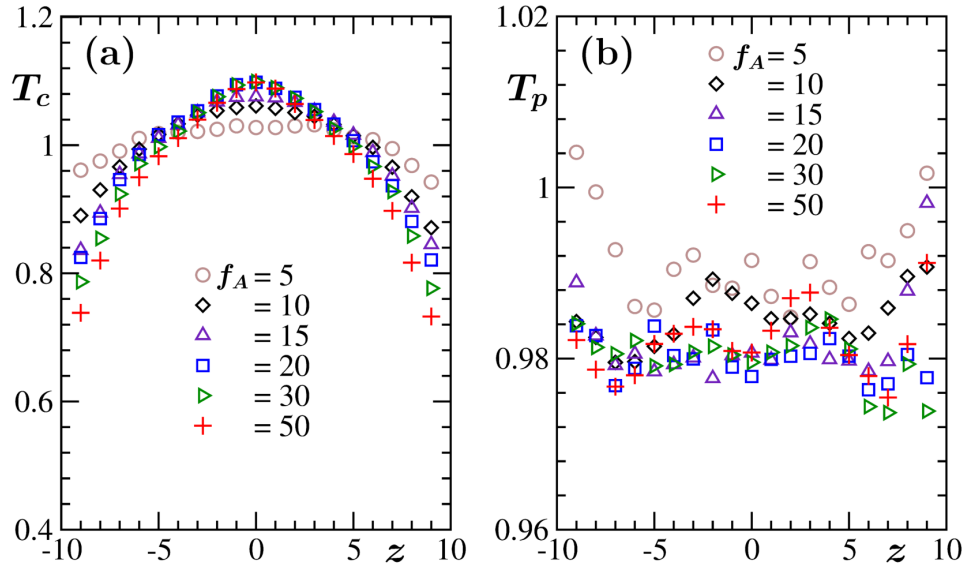 (a)
T_c
1.2
1
0.8
0.6
0.4
f_A = 5
= 10
= 15
= 20
= 30
= 50
-10 -5 0 5 10
z
(b)
T_p
1.02
1
0.98
0.96
f_A = 5
= 10
= 15
= 20
= 30
= 50
-10 -5 0 5 10
z